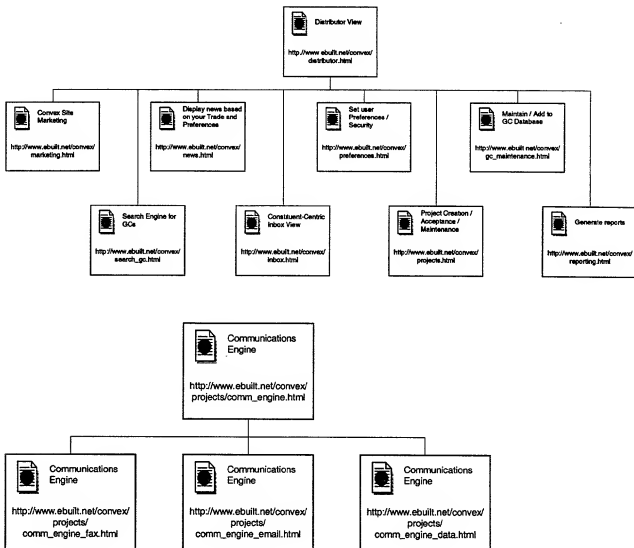 Distributor View
http://www.ebuilt.net/convex/
distributor.html
Convex Site
Marketing
http://www.ebuilt.net/convex/
marketing.html
Display news based
on your Trade and
Preferences
http://www.ebuilt.net/convex/
news.html
Set user
Preferences /
Security
http://www.ebuilt.net/convex/
preferences.html
Maintain / Add to
GC Database
http://www.ebuilt.net/convex/
gc_maintenance.html
Search Engine for
GCs
http://www.ebuilt.net/convex/
search_gc.html
Constituent-Centric
Inbox View
http://www.ebuilt.net/convex/
inbox.html
Project Creation /
Acceptance /
Maintenance
http://www.ebuilt.net/convex/
projects.html
Generate reports
http://www.ebuilt.net/convex/
reporting.html
Communications
Engine
http://www.ebuilt.net/convex/
projects/comm_engine.html
Communications
Engine
http://www.ebuilt.net/convex/
projects/
comm_engine_fax.html
Communications
Engine
http://www.ebuilt.net/convex/
projects/
comm_engine_email.html
Communications
Engine
http://www.ebuilt.net/convex/
projects/
comm_engine_data.html